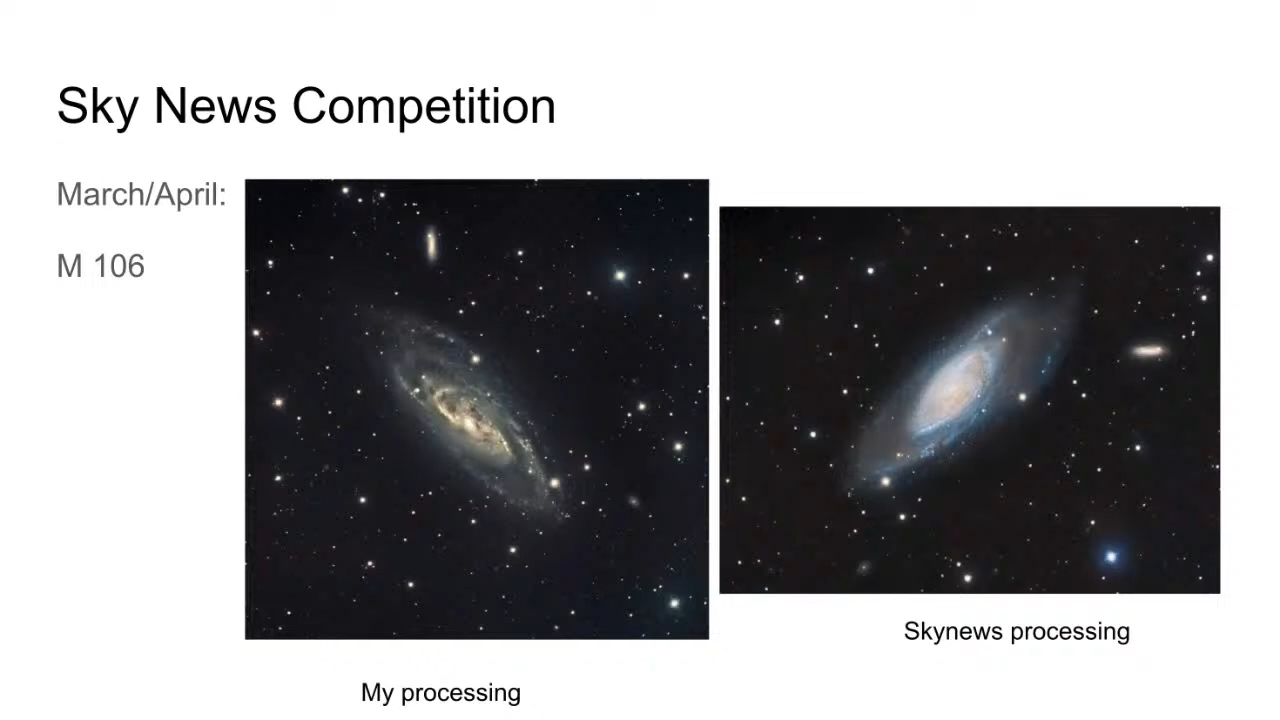 Sky News Competition
March/April:
M 106
Skynews processing
My processing